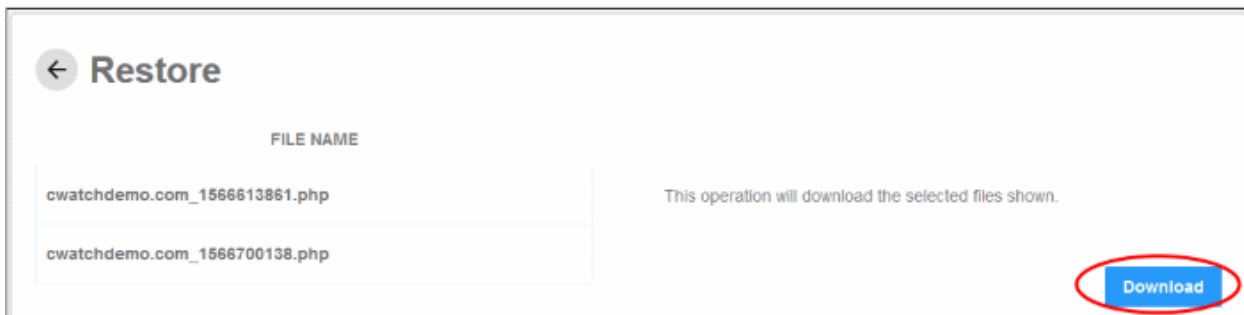 Restore
FILE NAME
cwatchdemo.com_1566613861.php
This operation will download the selected files shown.
cwatchdemo.com_1566700138.php
Download